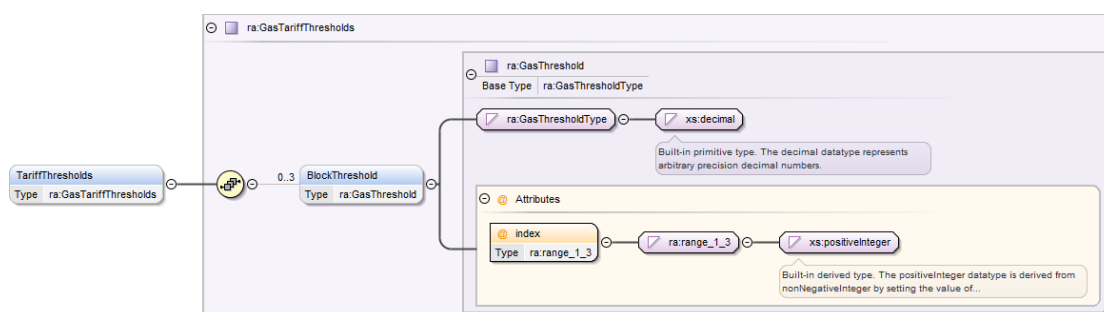 ra:GasTariffThresholds
ra:GasThreshold
Base Type ra:GasThresholdType
ra:GasThresholdType
xs:decimal
Built-in primitive type. The decimal datatype represents
arbitrary precision decimal numbers.
TariffThresholds
Type ra:GasTariffThresholds
0..3
BlockThreshold
Type ra:GasThreshold
@ Attributes
@ index
Type ra:range_1_3
ra:range_1_3
xs:positiveInteger
Built-in derived type. The positiveInteger datatype is derived from
nonNegativeInteger by setting the value of...